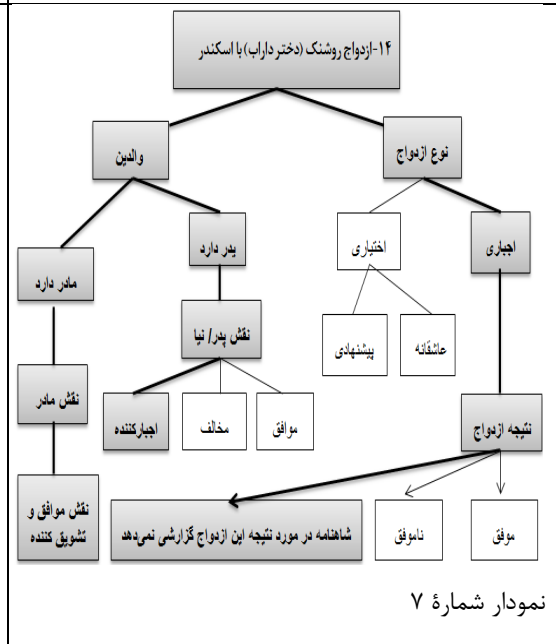 ۱۴-ازدواج روشنک (دختر داراب) با اسکندر
نوع ازدواج
والدین
اجباری
اختیاری
پدر دارد
مادر دارد
عاشقانه
پیشنهادی
نقش پدر/ نیا
نقش مادر
نتیجه ازدواج
موافق
مخالف
اجبارکننده
موفق
ناموفق
شاهنامه در مورد نتیجه این ازدواج گزارشی نمی‌دهد
نقش موافق و
تشویق کننده
نمودار شمارۀ ۷